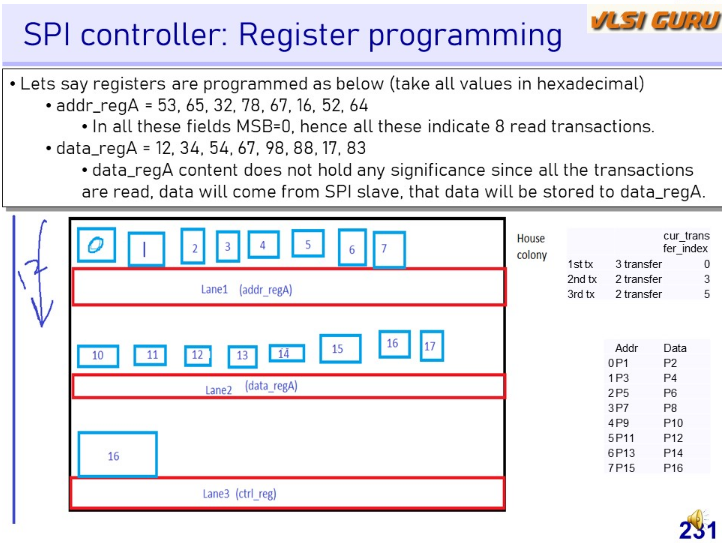 VLSI GURU
SPI controller: Register programming
• Lets say registers are programmed as below (take all values in hexadecimal)
• addr_regA = 53, 65, 32, 78, 67, 16, 52, 64
• In all these fields MSB=0, hence all these indicate 8 read transactions.
• data_regA = 12, 34, 54, 67, 98, 88, 17, 83
• data_regA content does not hold any significance since all the transactions
are read, data will come from SPI slave, that data will be stored to data_regA.
0 1 2 3 4 5 6 7
Lane1 (addr_regA)
10 11 12 13 14 15 16 17
Lane2 (data_regA)
16
Lane3 (ctrl_reg)
House
colony
cur_trans
fer_index
1st tx 3 transfer 0
2nd tx 2 transfer 3
3rd tx 2 transfer 5
Addr Data
0 P1 P2
1 P3 P4
2 P5 P6
3 P7 P8
4 P9 P10
5 P11 P12
6 P13 P14
7 P15 P16
231